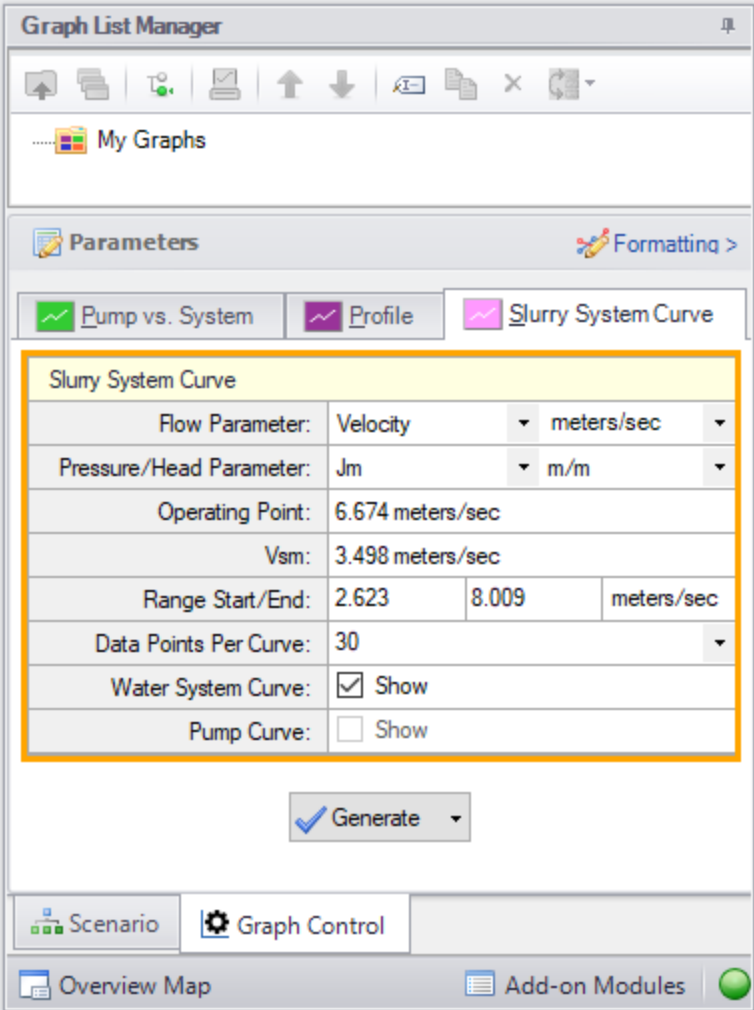 Graph List Manager
My Graphs
Parameters Formatting >
Pump vs. System Profile Slurry System Curve
Slurry System Curve
Flow Parameter: Velocity meters/sec
Pressure/Head Parameter: Jm m/m
Operating Point: 6.674 meters/sec
Vsm: 3.498 meters/sec
Range Start/End: 2.623 8.009 meters/sec
Data Points Per Curve: 30
Water System Curve: Show
Pump Curve: Show
Generate
Scenario Graph Control
Overview Map Add-on Modules